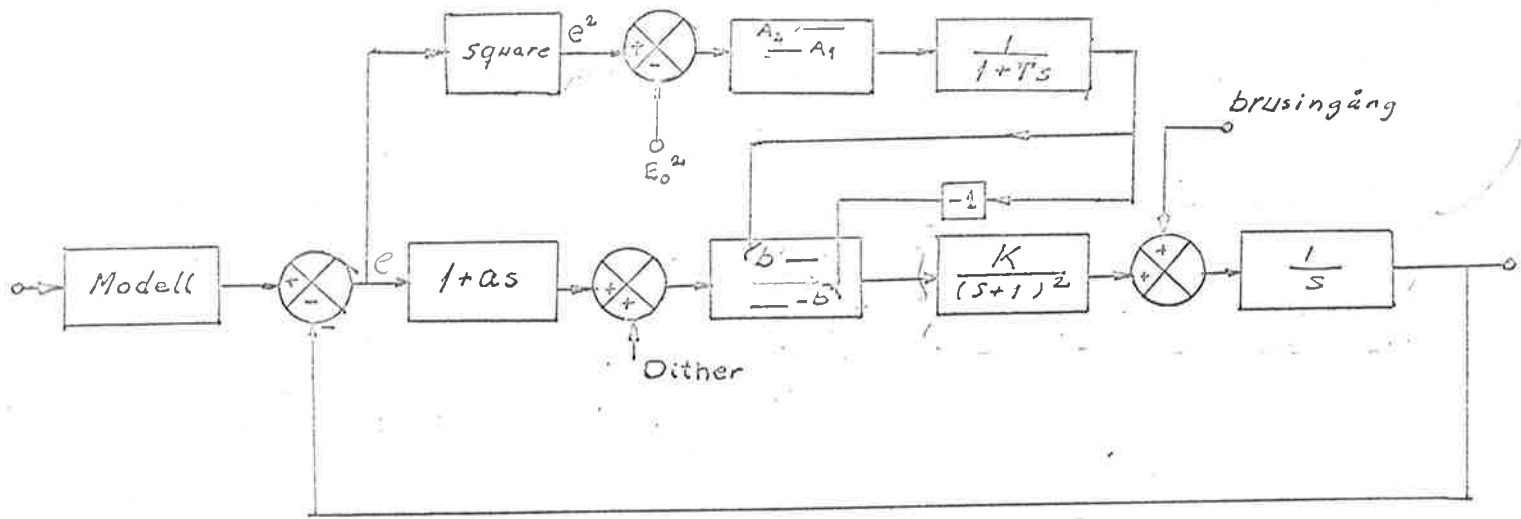 square
e²
+
-
E₀²
A₂
A₁
1
1+Ts
brusingång
-1
Modell
+
-
-
e
1+as
+
+
Dither
b
-b
K
(s+1)²
+
+
1
s